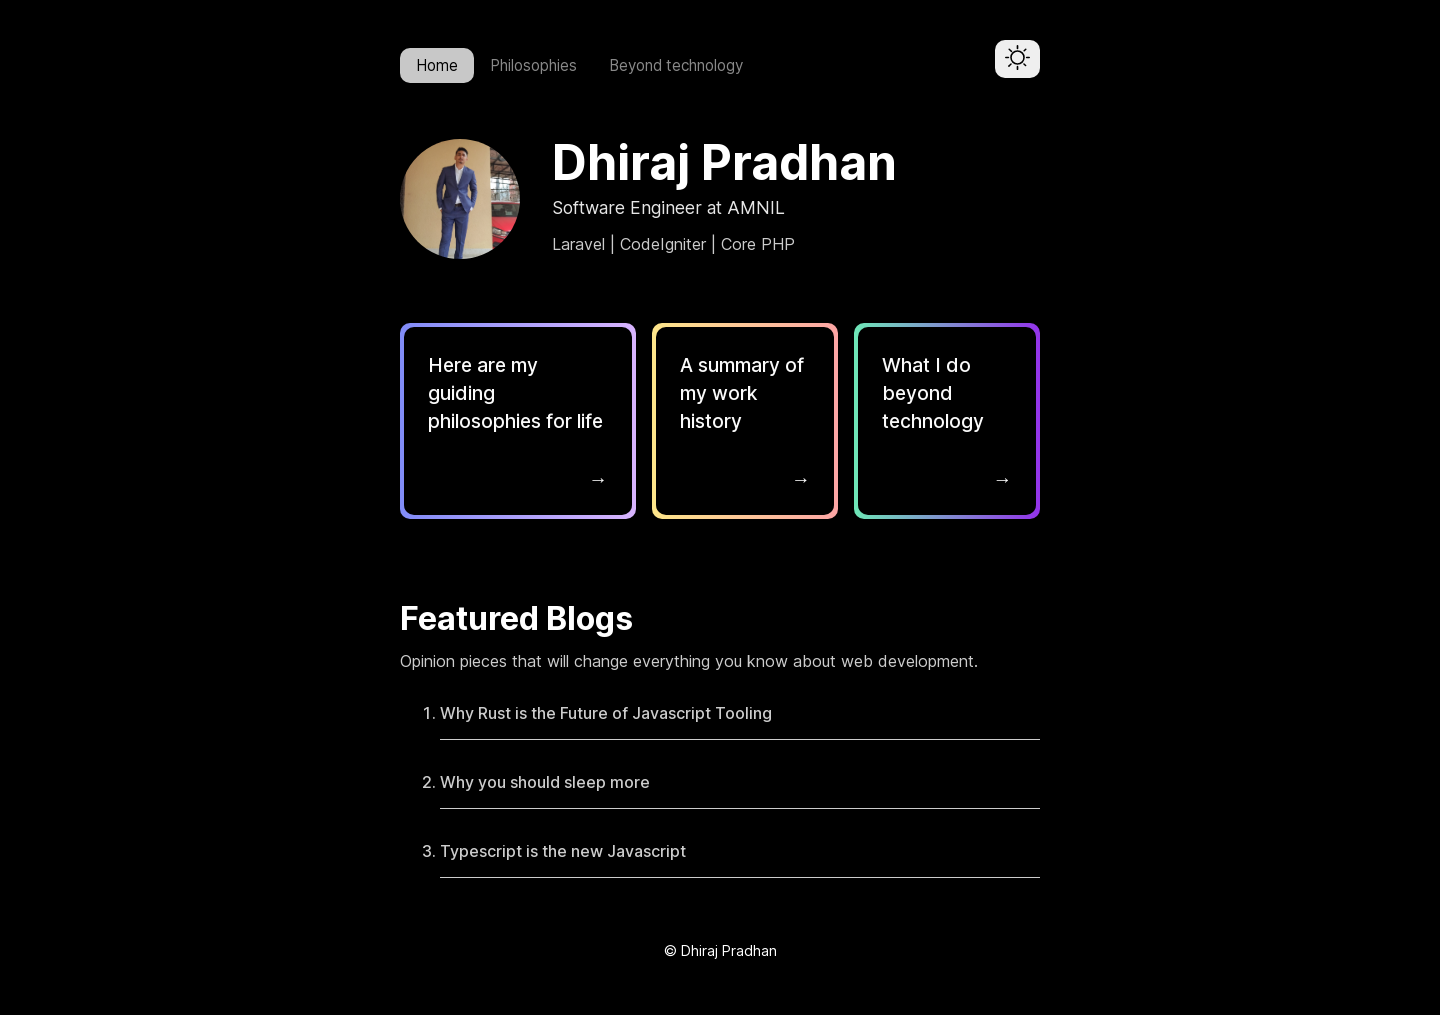 Home Philosophies Beyond technology
Dhiraj Pradhan
Software Engineer at AMNIL
Laravel | CodeIgniter | Core PHP
Here are my
guiding
philosophies for life
→
A summary of
my work
history
→
What I do
beyond
technology
→
Featured Blogs
Opinion pieces that will change everything you know about web development.
1. Why Rust is the Future of Javascript Tooling
2. Why you should sleep more
3. Typescript is the new Javascript
© Dhiraj Pradhan